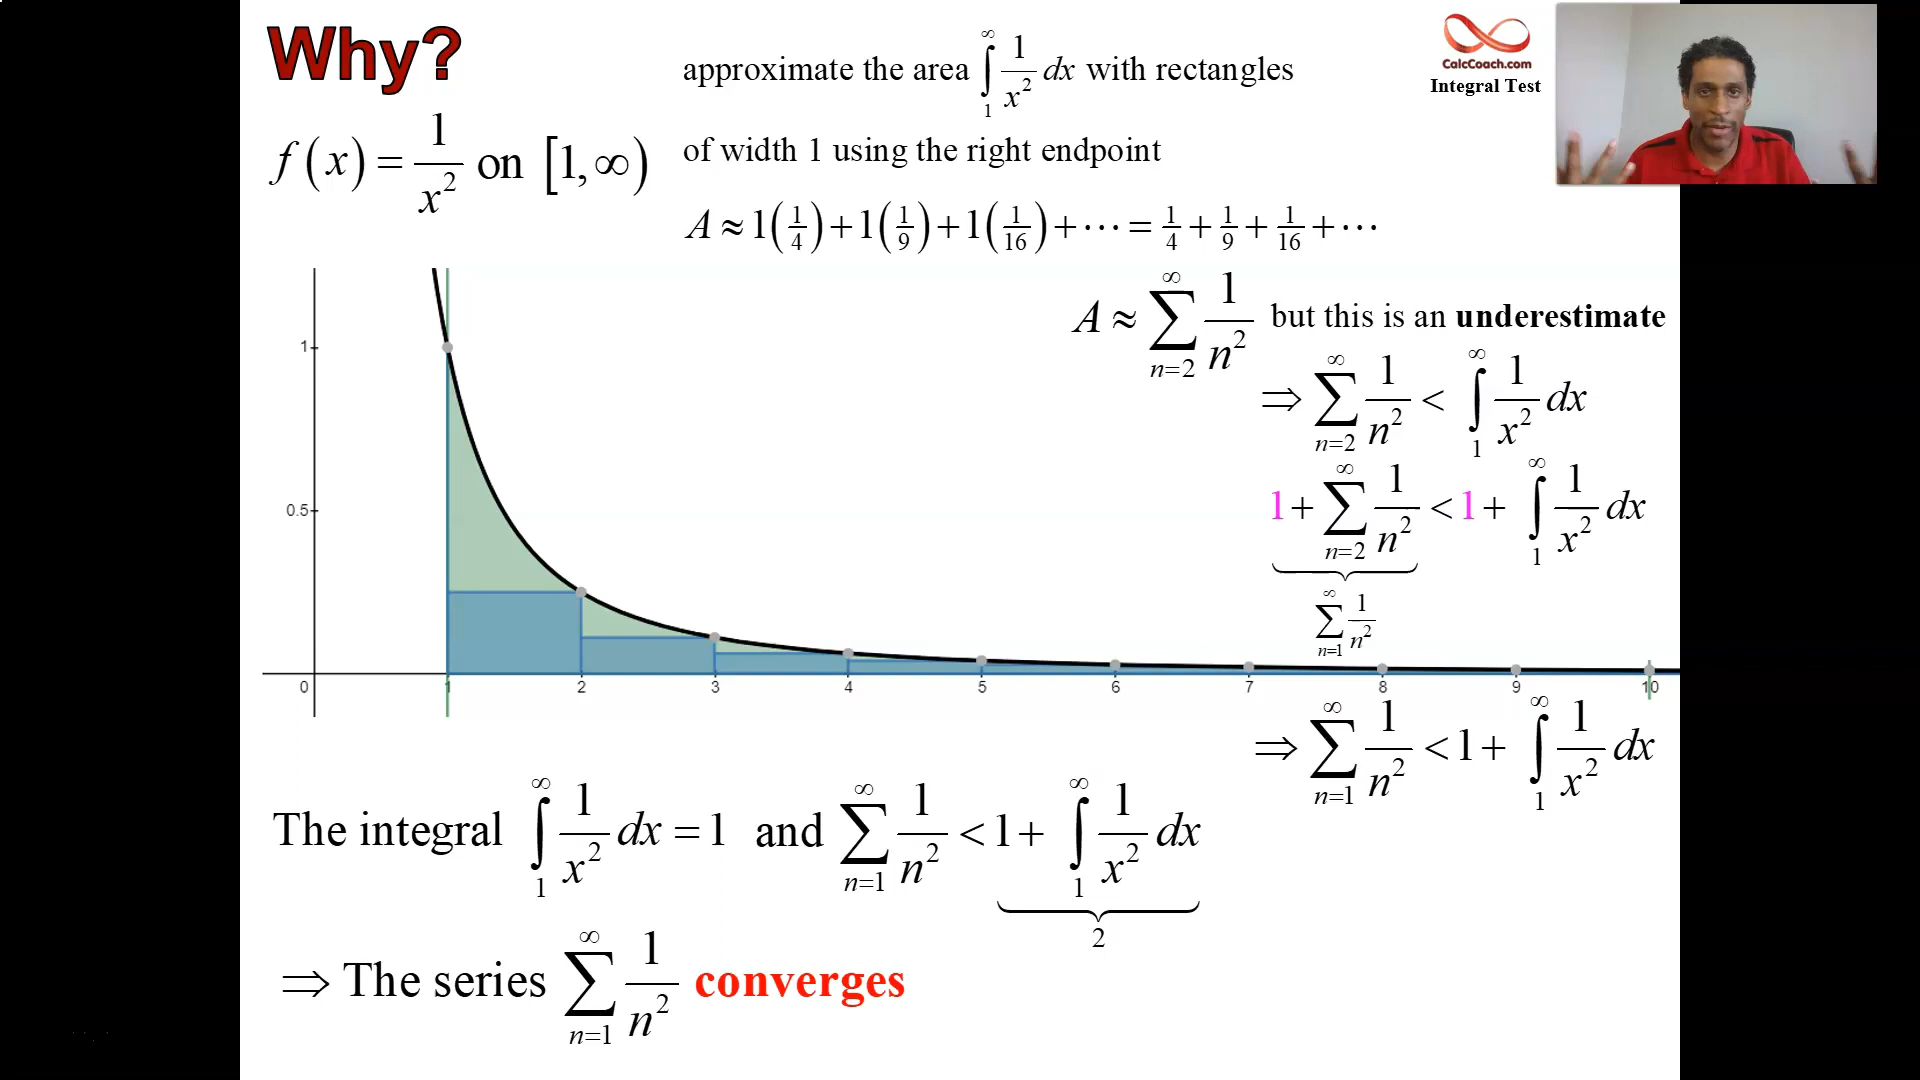 Why?
f(x) = 1/x² on [1, ∞)
approximate the area ∫₁^∞ 1/x² dx with rectangles
of width 1 using the right endpoint
A ≈ 1(1/4) + 1(1/9) + 1(1/16) + ⋯ = 1/4 + 1/9 + 1/16 + ⋯
CalcCoach.com
Integral Test
A ≈ ∑_{n=2}^∞ 1/n² but this is an underestimate
⇒ ∑_{n=2}^∞ 1/n² < ∫₁^∞ 1/x² dx
1 + ∑_{n=2}^∞ 1/n² < 1 + ∫₁^∞ 1/x² dx
∑_{n=1}^∞ 1/n²
1
0.5
0 1 2 3 4 5 6 7 8 9 10
⇒ ∑_{n=1}^∞ 1/n² < 1 + ∫₁^∞ 1/x² dx
The integral ∫₁^∞ 1/x² dx = 1 and ∑_{n=1}^∞ 1/n² < 1 + ∫₁^∞ 1/x² dx
2
⇒ The series ∑_{n=1}^∞ 1/n² converges